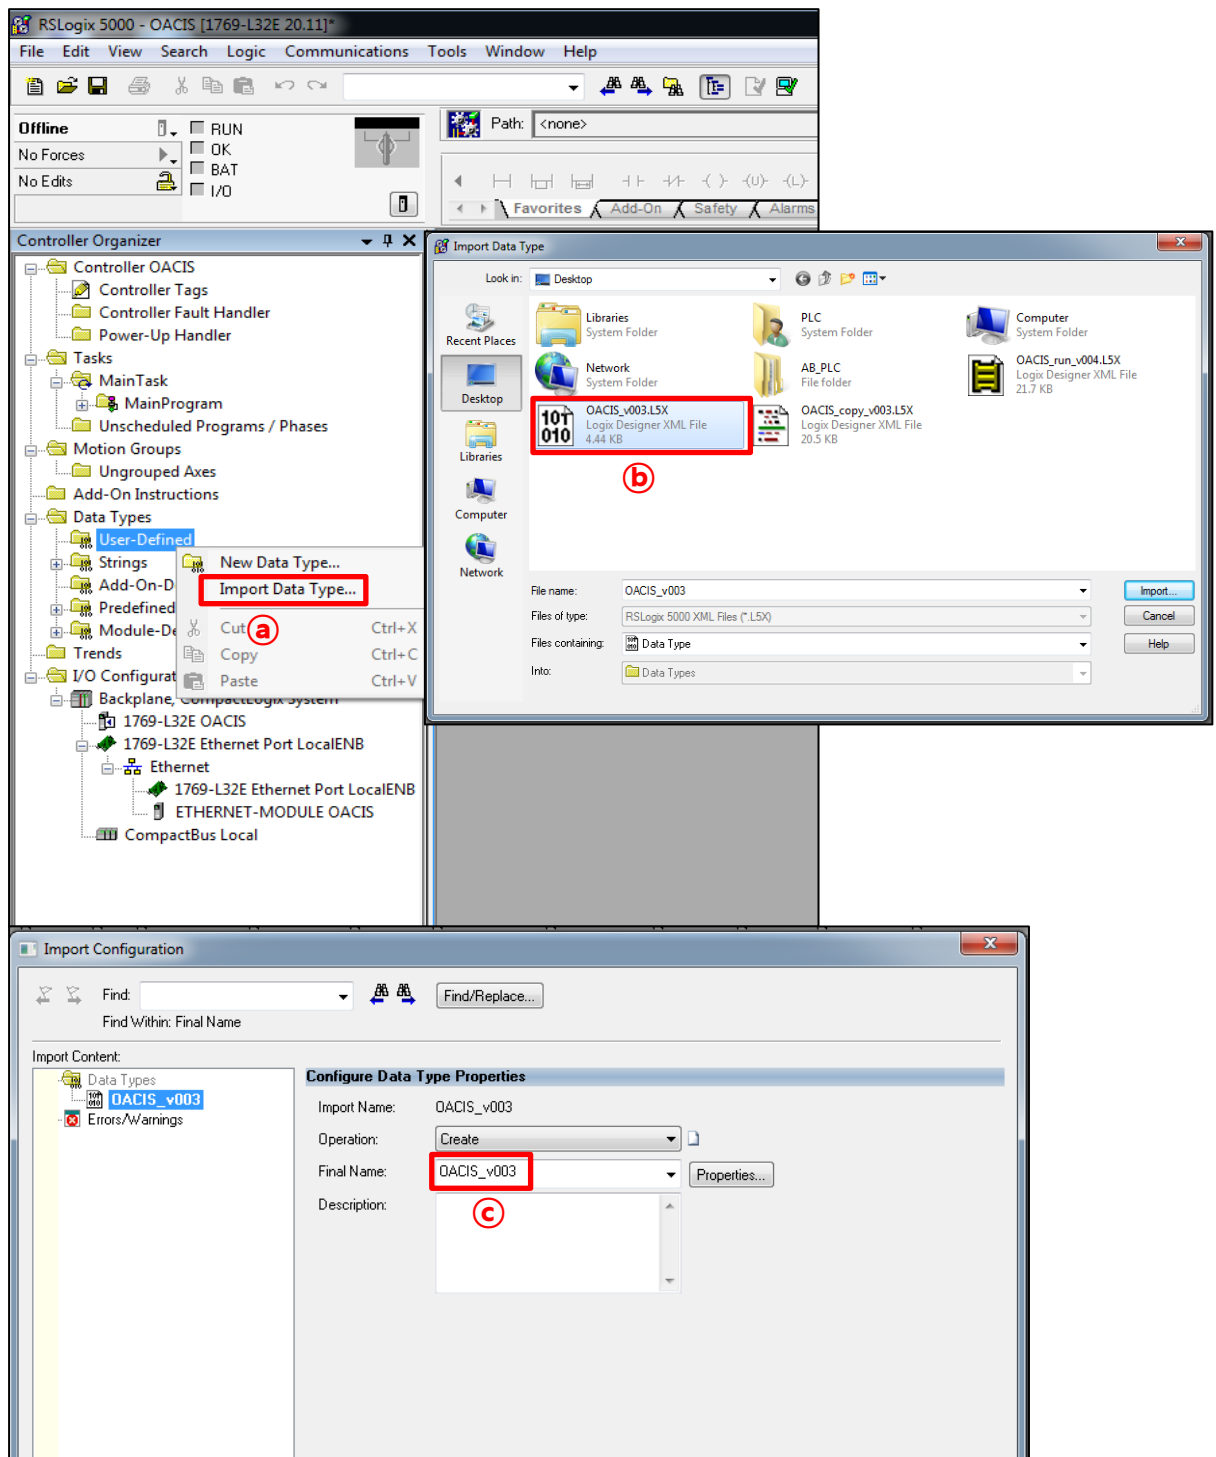 RSLogix 5000 - OACIS [1769-L32E 20.11]*
File Edit View Search Logic Communications Tools Window Help
Offline
RUN
No Forces
OK
BAT
No Edits
I/O
Path: <none>
Favorites Add-On Safety Alarms
Controller Organizer
Controller OACIS
Controller Tags
Controller Fault Handler
Power-Up Handler
Tasks
MainTask
MainProgram
Unscheduled Programs / Phases
Motion Groups
Ungrouped Axes
Add-On Instructions
Data Types
User-Defined
Strings
Add-On-D
Predefined
Module-De
Trends
I/O Configurat
Backplane, CompactLogix System
1769-L32E OACIS
1769-L32E Ethernet Port LocalENB
Ethernet
1769-L32E Ethernet Port LocalENB
ETHERNET-MODULE OACIS
CompactBus Local
New Data Type...
Import Data Type...
ⓐ
Cut Ctrl+X
Copy Ctrl+C
Paste Ctrl+V
Import Data Type
Look in: Desktop
Recent Places
Desktop
Libraries
Computer
Network
Libraries
System Folder
PLC
System Folder
Computer
System Folder
Network
System Folder
AB_PLC
File folder
OACIS_run_v004.L5X
Logix Designer XML File
21.7 KB
OACIS_v003.L5X
Logix Designer XML File
4.44 KB
OACIS_copy_v003.L5X
Logix Designer XML File
20.5 KB
ⓑ
File name: OACIS_v003 Import...
Files of type: RSLogix 5000 XML Files (*.L5X) Cancel
Files containing: Data Type Help
Into: Data Types
Import Configuration
Find: Find/Replace...
Find Within: Final Name
Import Content:
Data Types
OACIS_v003
Errors/Warnings
Configure Data Type Properties
Import Name: OACIS_v003
Operation: Create
Final Name: OACIS_v003 Properties...
Description:
ⓒ